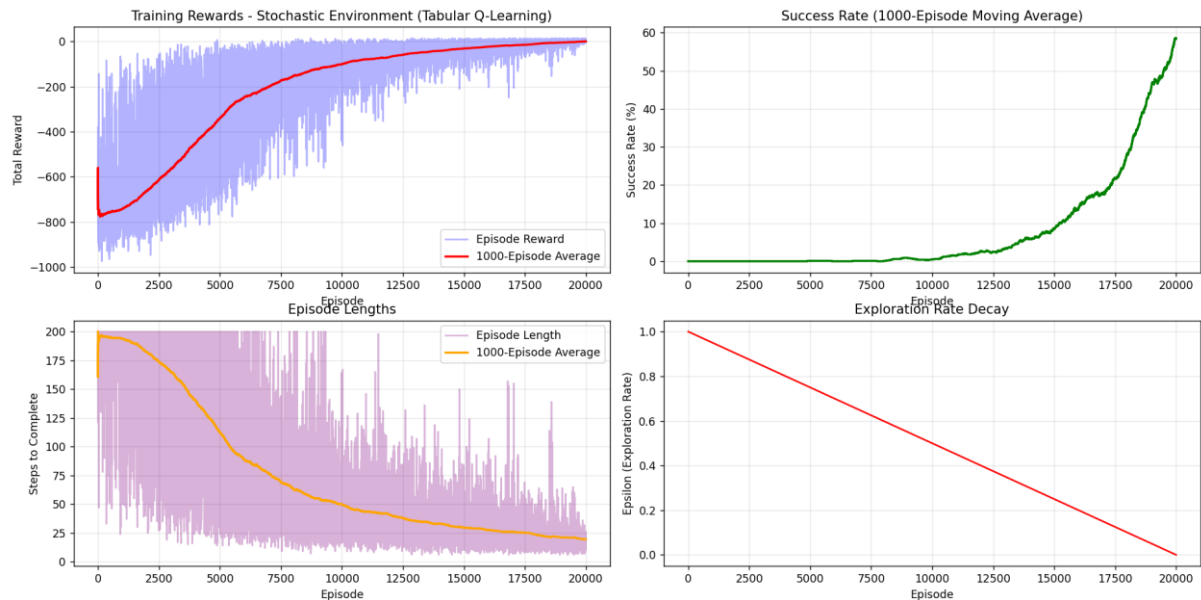 Training Rewards - Stochastic Environment (Tabular Q-Learning)
0
−200
−400
−600
−800
−1000
Total Reward
Episode Reward
1000-Episode Average
0 2500 5000 7500 10000 12500 15000 17500 20000
Episode
Success Rate (1000-Episode Moving Average)
60
50
40
30
20
10
0
Success Rate (%)
0 2500 5000 7500 10000 12500 15000 17500 20000
Episode
Episode Lengths
200
175
150
125
100
75
50
25
0
Steps to Complete
Episode Length
1000-Episode Average
0 2500 5000 7500 10000 12500 15000 17500 20000
Episode
Exploration Rate Decay
1.0
0.8
0.6
0.4
0.2
0.0
Epsilon (Exploration Rate)
0 2500 5000 7500 10000 12500 15000 17500 20000
Episode